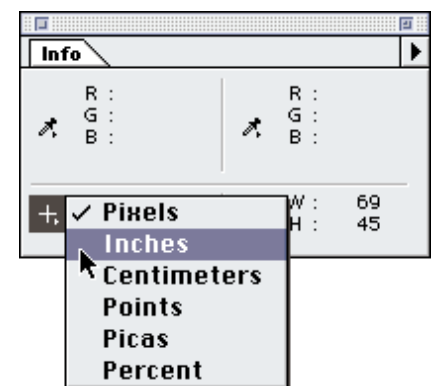 Info
R :
G :
B :
R :
G :
B :
W : 69
H : 45
✓ Pixels
Inches
Centimeters
Points
Picas
Percent